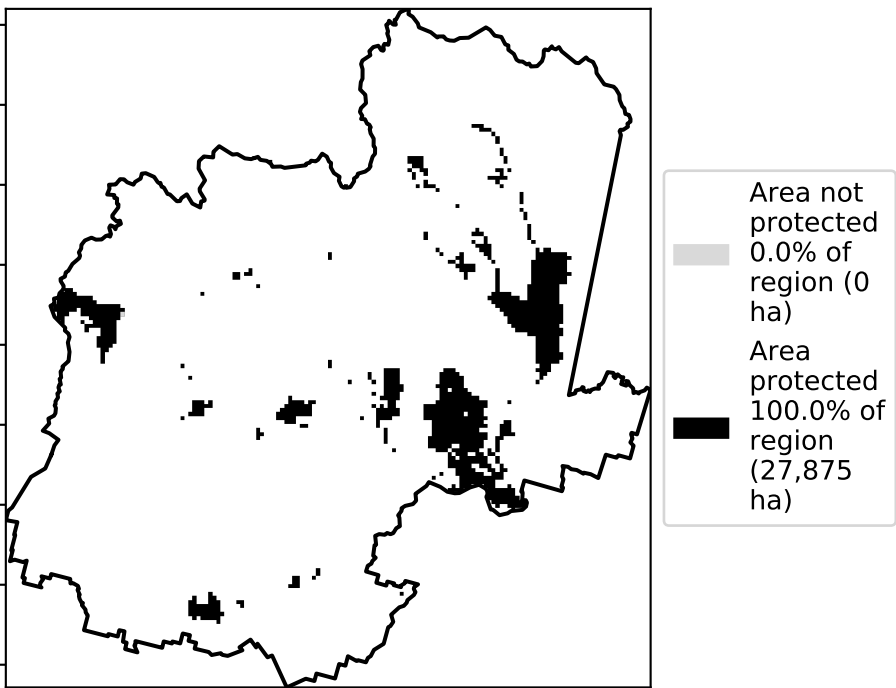 Area not
protected
0.0% of
region (0
ha)
Area
protected
100.0% of
region
(27,875
ha)